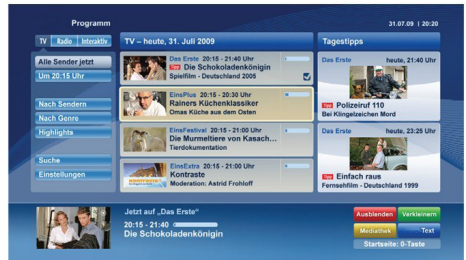 Programm
31.07.09 | 20:20
TV Radio Interaktiv
Alle Sender jetzt
Um 20:15 Uhr
Nach Sendern
Nach Genre
Highlights
Suche
Einstellungen
TV – heute, 31. Juli 2009
Das Erste 20:15 - 21:40 Uhr
Tipp Die Schokoladenkönigin
Spielfilm - Deutschland 2005
EinsPlus 20:15 - 20:30 Uhr
Rainers Küchenklassiker
Omas Küche aus dem Osten
EinsFestival 20:15 - 21:00 Uhr
Die Murmeltiere von Kasach...
Tierdokumentation
EinsExtra 20:15 - 21:00 Uhr
Kontraste
Moderation: Astrid Frohloff
Tagestipps
Das Erste heute, 21:40 Uhr
Tipp Polizeiruf 110
Bei Klingelzeichen Mord
Das Erste heute, 23:25 Uhr
Tipp Einfach raus
Fernsehfilm - Deutschland 1999
Jetzt auf „Das Erste"
20:15 - 21:40
Die Schokoladenkönigin
Ausblenden Verkleinern
Mediathek Text
Startseite: 0-Taste